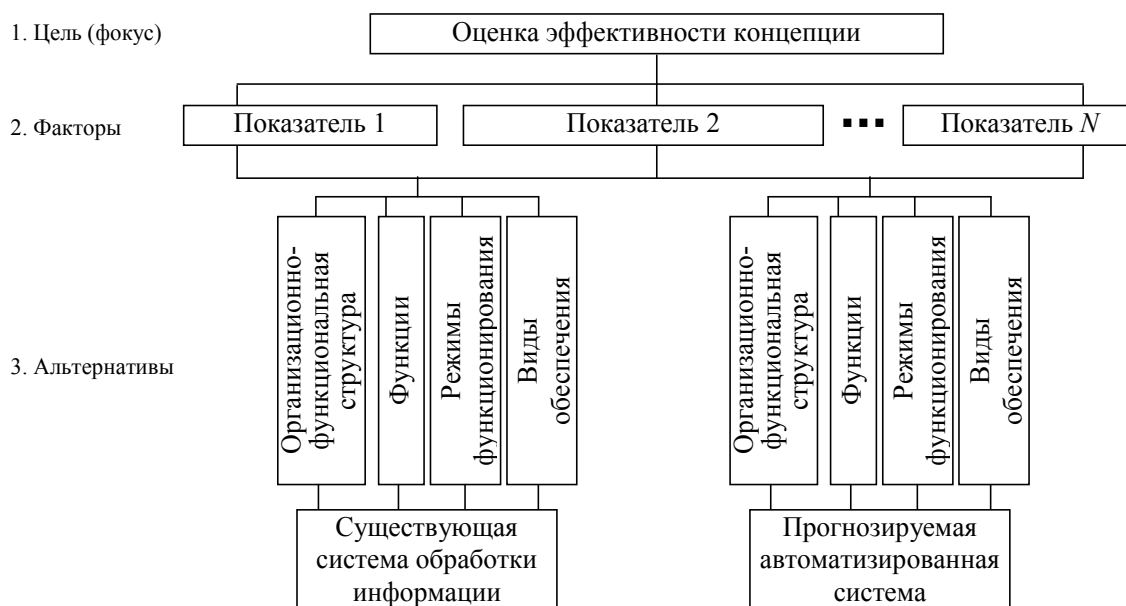 1. Цель (фокус)
Оценка эффективности концепции
2. Факторы
Показатель 1
Показатель 2
...
Показатель N
3. Альтернативы
Организационно-
функциональная
структура
Функции
Режимы
функционирования
Виды
обеспечения
Организационно-
функциональная
структура
Функции
Режимы
функционирования
Виды
обеспечения
Существующая
система обработки
информации
Прогнозируемая
автоматизированная
система